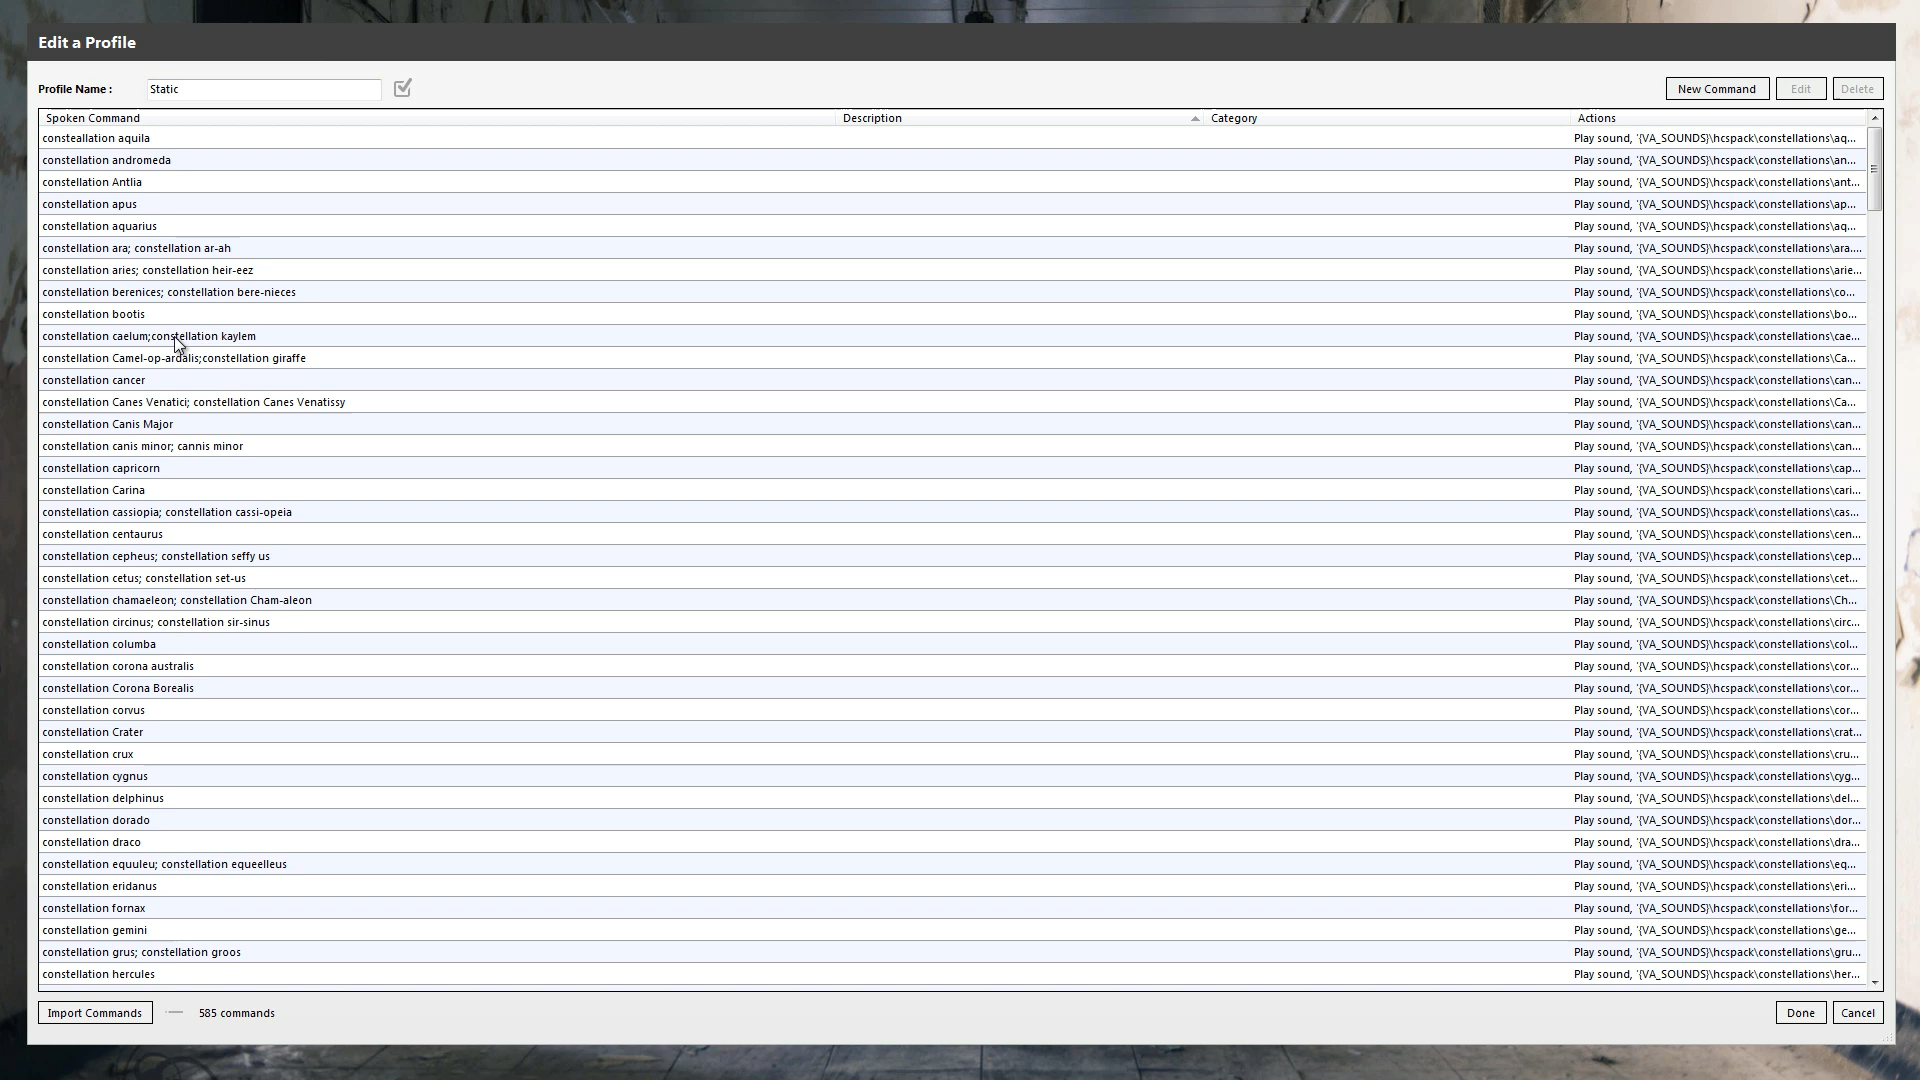 Edit a Profile
Profile Name : Static New Command Edit Delete
Spoken Command Description Category Actions
consteallation aquila Play sound, '{VA_SOUNDS}\hcspack\constellations\aq...
constellation andromeda Play sound, '{VA_SOUNDS}\hcspack\constellations\an...
constellation Antlia Play sound, '{VA_SOUNDS}\hcspack\constellations\ant...
constellation apus Play sound, '{VA_SOUNDS}\hcspack\constellations\ap...
constellation aquarius Play sound, '{VA_SOUNDS}\hcspack\constellations\aq...
constellation ara; constellation ar-ah Play sound, '{VA_SOUNDS}\hcspack\constellations\ara....
constellation aries; constellation heir-eez Play sound, '{VA_SOUNDS}\hcspack\constellations\arie...
constellation berenices; constellation bere-nieces Play sound, '{VA_SOUNDS}\hcspack\constellations\co...
constellation bootis Play sound, '{VA_SOUNDS}\hcspack\constellations\bo...
constellation caelum;constellation kaylem Play sound, '{VA_SOUNDS}\hcspack\constellations\cae...
constellation Camel-op-ardalis;constellation giraffe Play sound, '{VA_SOUNDS}\hcspack\constellations\Ca...
constellation cancer Play sound, '{VA_SOUNDS}\hcspack\constellations\can...
constellation Canes Venatici; constellation Canes Venatissy Play sound, '{VA_SOUNDS}\hcspack\constellations\Ca...
constellation Canis Major Play sound, '{VA_SOUNDS}\hcspack\constellations\can...
constellation canis minor; cannis minor Play sound, '{VA_SOUNDS}\hcspack\constellations\can...
constellation capricorn Play sound, '{VA_SOUNDS}\hcspack\constellations\cap...
constellation Carina Play sound, '{VA_SOUNDS}\hcspack\constellations\cari...
constellation cassiopia; constellation cassi-opeia Play sound, '{VA_SOUNDS}\hcspack\constellations\cas...
constellation centaurus Play sound, '{VA_SOUNDS}\hcspack\constellations\cen...
constellation cepheus; constellation seffy us Play sound, '{VA_SOUNDS}\hcspack\constellations\cep...
constellation cetus; constellation set-us Play sound, '{VA_SOUNDS}\hcspack\constellations\cet...
constellation chamaeleon; constellation Cham-aleon Play sound, '{VA_SOUNDS}\hcspack\constellations\Ch...
constellation circinus; constellation sir-sinus Play sound, '{VA_SOUNDS}\hcspack\constellations\circ...
constellation columba Play sound, '{VA_SOUNDS}\hcspack\constellations\col...
constellation corona australis Play sound, '{VA_SOUNDS}\hcspack\constellations\cor...
constellation Corona Borealis Play sound, '{VA_SOUNDS}\hcspack\constellations\cor...
constellation corvus Play sound, '{VA_SOUNDS}\hcspack\constellations\cor...
constellation Crater Play sound, '{VA_SOUNDS}\hcspack\constellations\crat...
constellation crux Play sound, '{VA_SOUNDS}\hcspack\constellations\cru...
constellation cygnus Play sound, '{VA_SOUNDS}\hcspack\constellations\cyg...
constellation delphinus Play sound, '{VA_SOUNDS}\hcspack\constellations\del...
constellation dorado Play sound, '{VA_SOUNDS}\hcspack\constellations\dor...
constellation draco Play sound, '{VA_SOUNDS}\hcspack\constellations\dra...
constellation equuleu; constellation equeelleus Play sound, '{VA_SOUNDS}\hcspack\constellations\eq...
constellation eridanus Play sound, '{VA_SOUNDS}\hcspack\constellations\eri...
constellation fornax Play sound, '{VA_SOUNDS}\hcspack\constellations\for...
constellation gemini Play sound, '{VA_SOUNDS}\hcspack\constellations\ge...
constellation grus; constellation groos Play sound, '{VA_SOUNDS}\hcspack\constellations\gru...
constellation hercules Play sound, '{VA_SOUNDS}\hcspack\constellations\her...
Import Commands 585 commands Done Cancel